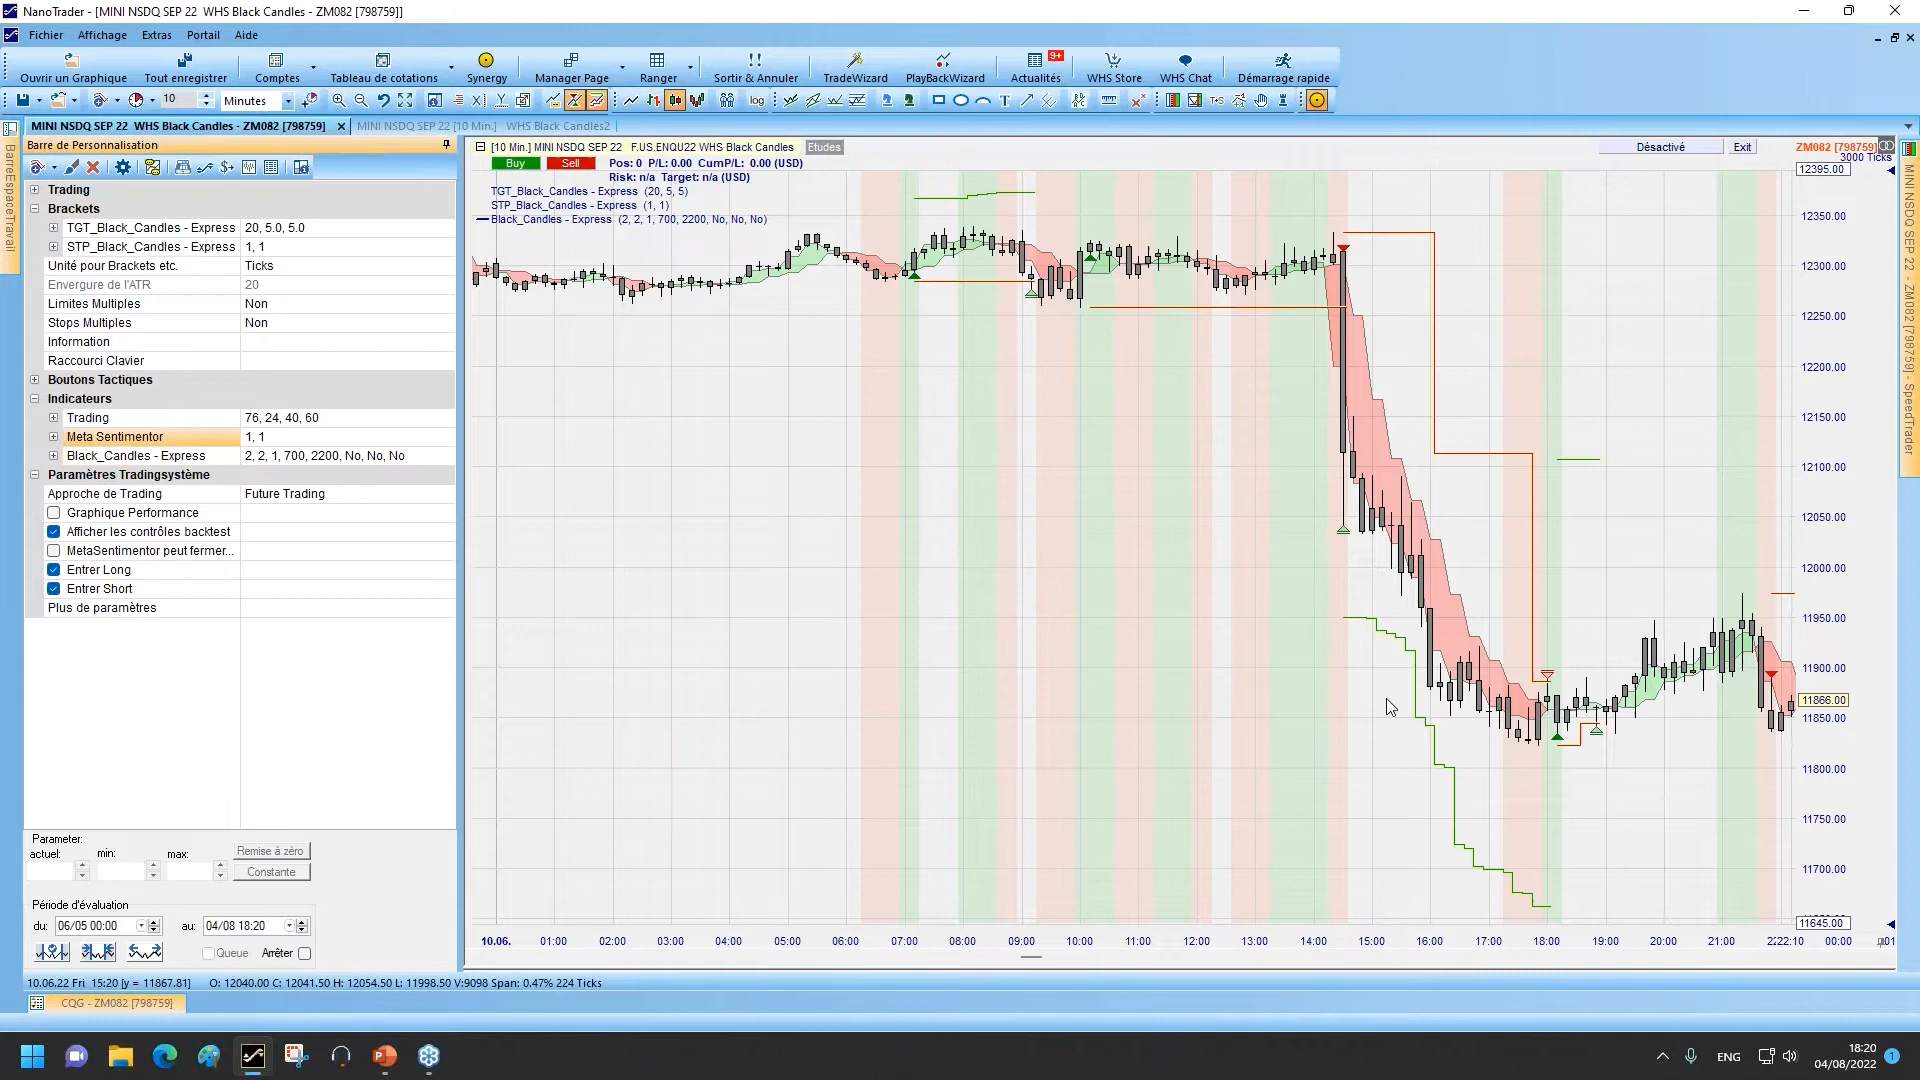 NanoTrader - [MINI NSDQ SEP 22   WHS Black Candles - ZM082 [798759]]
Fichier   Affichage   Extras   Portail   Aide
Ouvrir un Graphique   Tout enregistrer   Comptes   Tableau de cotations   Synergy   Manager Page   Ranger   Sortir & Annuler   TradeWizard   PlayBackWizard   Actualités   9+   WHS Store   WHS Chat   Démarrage rapide
10   Minutes   log
MINI NSDQ SEP 22   WHS Black Candles - ZM082 [798759]   MINI NSDQ SEP 22 [10 Min.]   WHS Black Candles2
Barre de Personnalisation
BarreEspaceTravail
Trading
Brackets
TGT_Black_Candles - Express   20, 5.0, 5.0
STP_Black_Candles - Express   1, 1
Unité pour Brackets etc.   Ticks
Envergure de l'ATR   20
Limites Multiples   Non
Stops Multiples   Non
Information
Raccourci Clavier
Boutons Tactiques
Indicateurs
Trading   76, 24, 40, 60
Meta Sentimentor   1, 1
Black_Candles - Express   2, 2, 1, 700, 2200, No, No, No
Paramètres Tradingsystème
Approche de Trading   Future Trading
Graphique Performance
Afficher les contrôles backtest
MetaSentimentor peut fermer...
Entrer Long
Entrer Short
Plus de paramètres
Parameter:
actuel:   min:   max:   Remise à zéro
Constante
Période d'évaluation
du:   06/05 00:00   au:   04/08 18:20
Queue   Arrêter
[10 Min.] MINI NSDQ SEP 22   F.US.ENQU22 WHS Black Candles   Etudes   Désactivé   Exit   ZM082 [798759]
3000 Ticks
Buy   Sell   Pos: 0  P/L: 0.00  CumP/L:  0.00 (USD)
Risk: n/a  Target: n/a (USD)
TGT_Black_Candles - Express  (20, 5, 5)
STP_Black_Candles - Express  (1, 1)
Black_Candles - Express  (2, 2, 1, 700, 2200, No, No, No)
12395.00
12350.00
12300.00
12250.00
12200.00
12150.00
12100.00
12050.00
12000.00
11950.00
11900.00
11866.00
11850.00
11800.00
11750.00
11700.00
11645.00
10.06.   01:00   02:00   03:00   04:00   05:00   06:00   07:00   08:00   09:00   10:00   11:00   12:00   13:00   14:00   15:00   16:00   17:00   18:00   19:00   20:00   21:00   22:10   00:00
MINI NSDQ SEP 22 - ZM082 [798759] - SpeedTrader
10.06.22 Fri  15:20 [y = 11867.81]   O: 12040.00 C: 12041.50 H: 12054.50 L: 11998.50 V:9098 Span: 0.47% 224 Ticks
CQG - ZM082 [798759]
ENG   18:20
04/08/2022   1